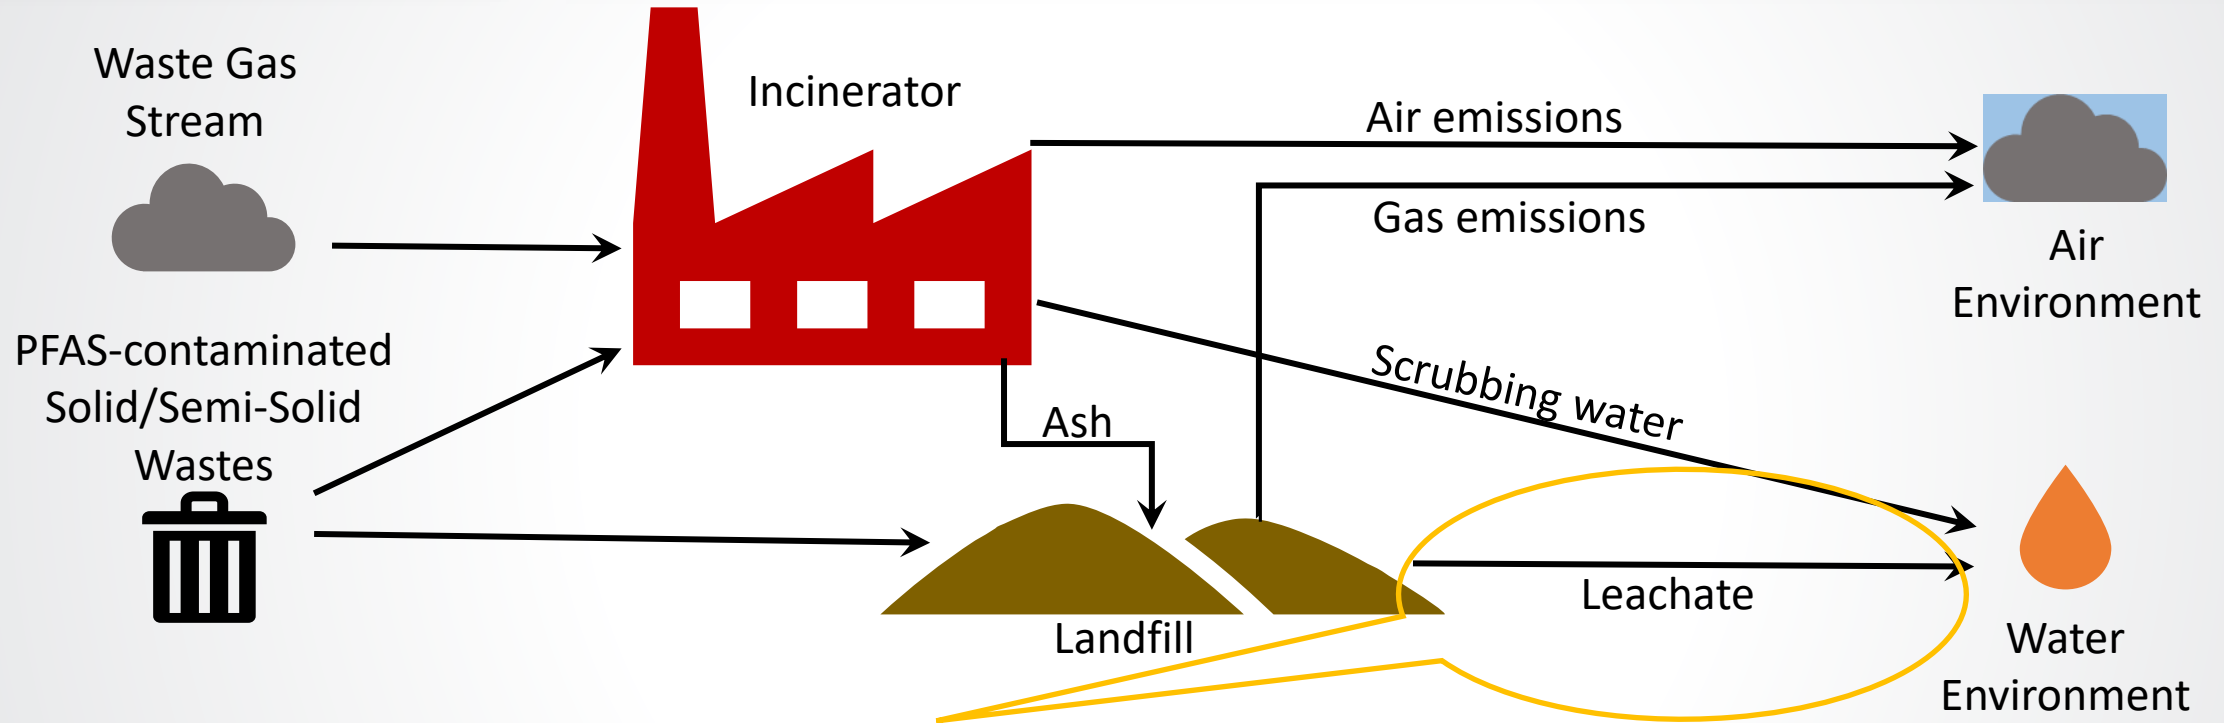 Waste Gas
Stream
Incinerator
Air emissions
Gas emissions
Air
Environment
PFAS-contaminated
Solid/Semi-Solid
Wastes
Scrubbing water
Ash
Leachate
Landfill
Water
Environment